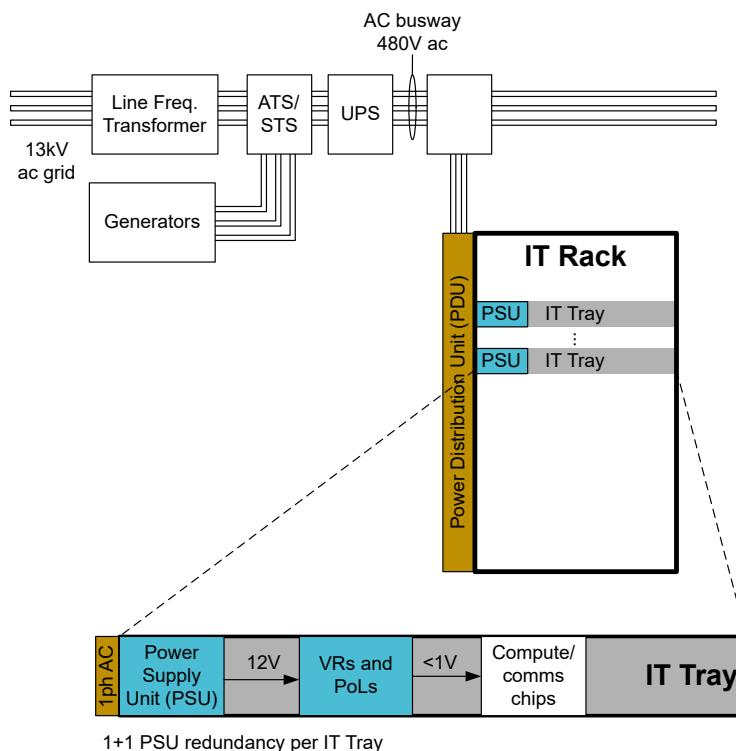 AC busway
480V ac
Line Freq.
Transformer
ATS/
STS
UPS
13kV
ac grid
Generators
Power Distribution Unit (PDU)
IT Rack
PSU
IT Tray
PSU
IT Tray
1ph AC
Power
Supply
Unit (PSU)
12V
VRs and
PoLs
<1V
Compute/
comms
chips
IT Tray
1+1 PSU redundancy per IT Tray